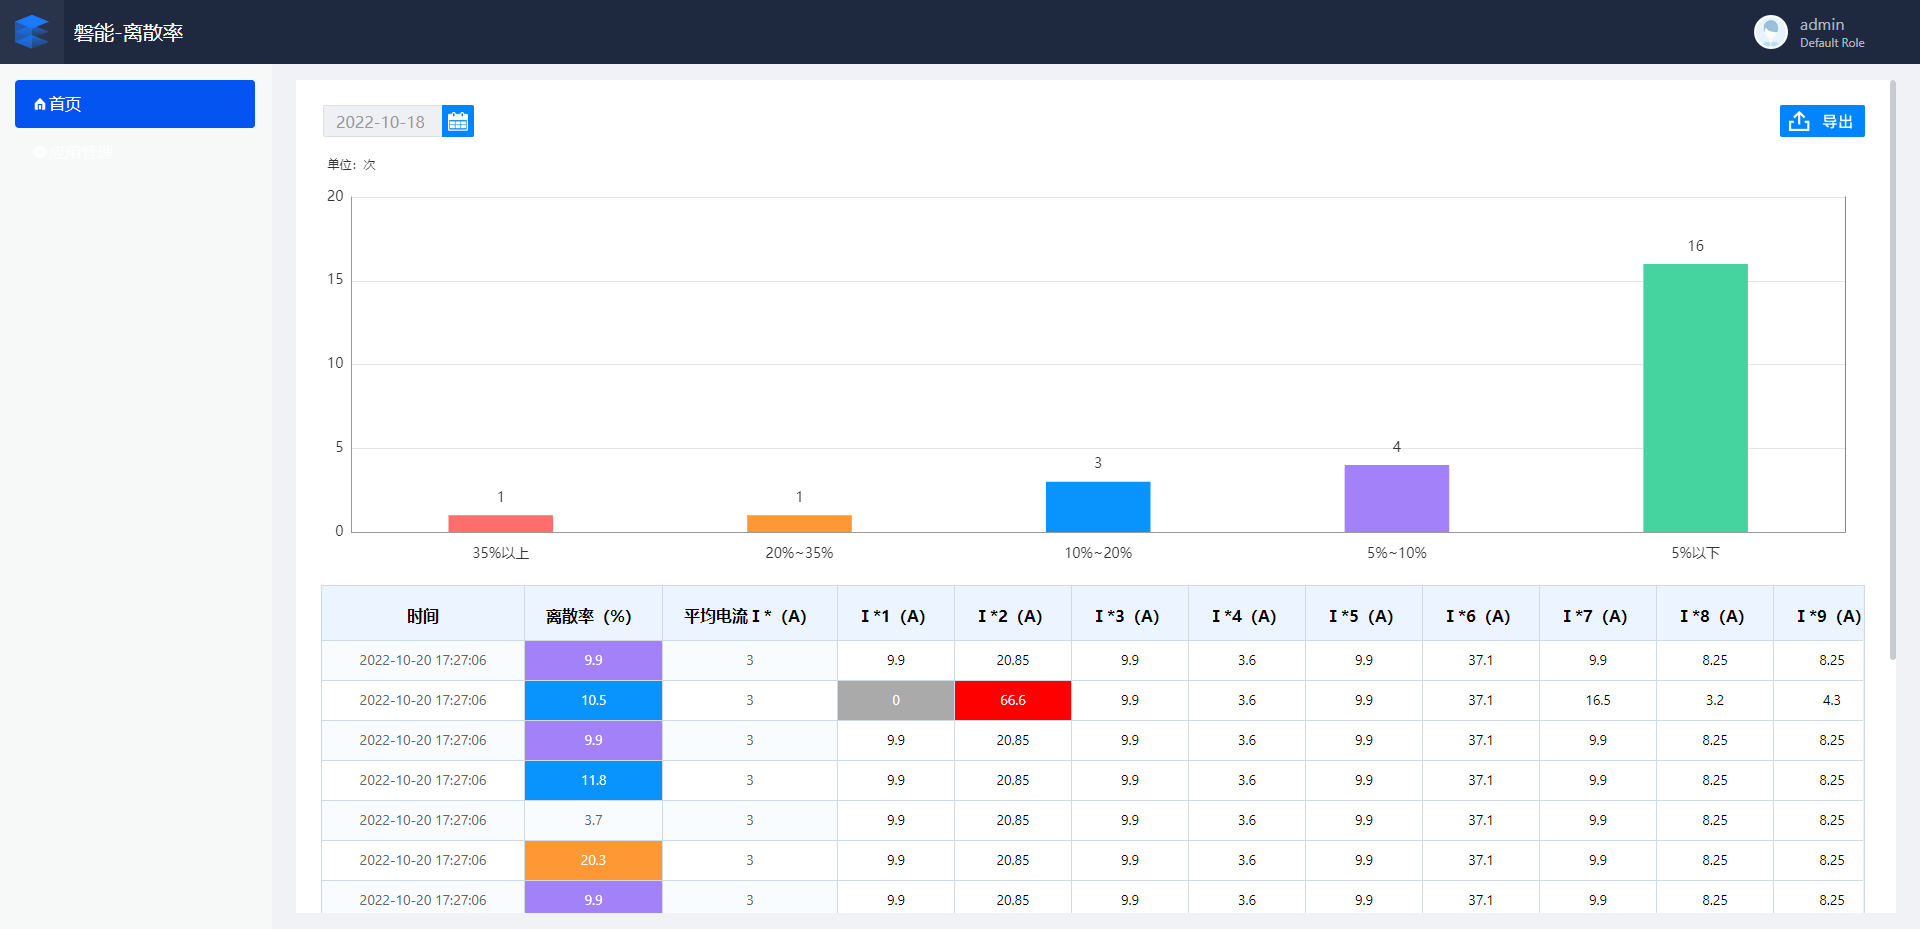 磐能-离散率
admin
Default Role
首页
应用管理
2022-10-18
导出
单位：次
20
15
10
5
0
1
1
3
4
16
35%以上 20%~35% 10%~20% 5%~10% 5%以下
时间 离散率（%） 平均电流 I *（A） I *1（A） I *2（A） I *3（A） I *4（A） I *5（A） I *6（A） I *7（A） I *8（A） I *9（A）
2022-10-20 17:27:06 9.9 3 9.9 20.85 9.9 3.6 9.9 37.1 9.9 8.25 8.25
2022-10-20 17:27:06 10.5 3 0 66.6 9.9 3.6 9.9 37.1 16.5 3.2 4.3
2022-10-20 17:27:06 9.9 3 9.9 20.85 9.9 3.6 9.9 37.1 9.9 8.25 8.25
2022-10-20 17:27:06 11.8 3 9.9 20.85 9.9 3.6 9.9 37.1 9.9 8.25 8.25
2022-10-20 17:27:06 3.7 3 9.9 20.85 9.9 3.6 9.9 37.1 9.9 8.25 8.25
2022-10-20 17:27:06 20.3 3 9.9 20.85 9.9 3.6 9.9 37.1 9.9 8.25 8.25
2022-10-20 17:27:06 9.9 3 9.9 20.85 9.9 3.6 9.9 37.1 9.9 8.25 8.25